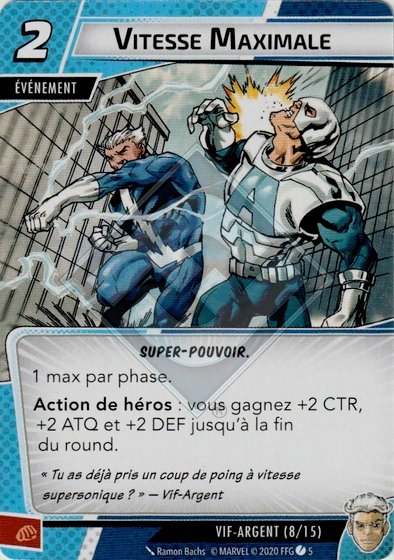 2
VITESSE MAXIMALE
ÉVÉNEMENT
A
SUPER-POUVOIR.
1 max par phase.
Action de héros : vous gagnez +2 CTR,
+2 ATQ et +2 DEF jusqu'à la fin
du round.
« Tu as déjà pris un coup de poing à vitesse
supersonique ? » — Vif-Argent
VIF-ARGENT (8/15)
Ramon Bachs © MARVEL © 2020 FFG 5